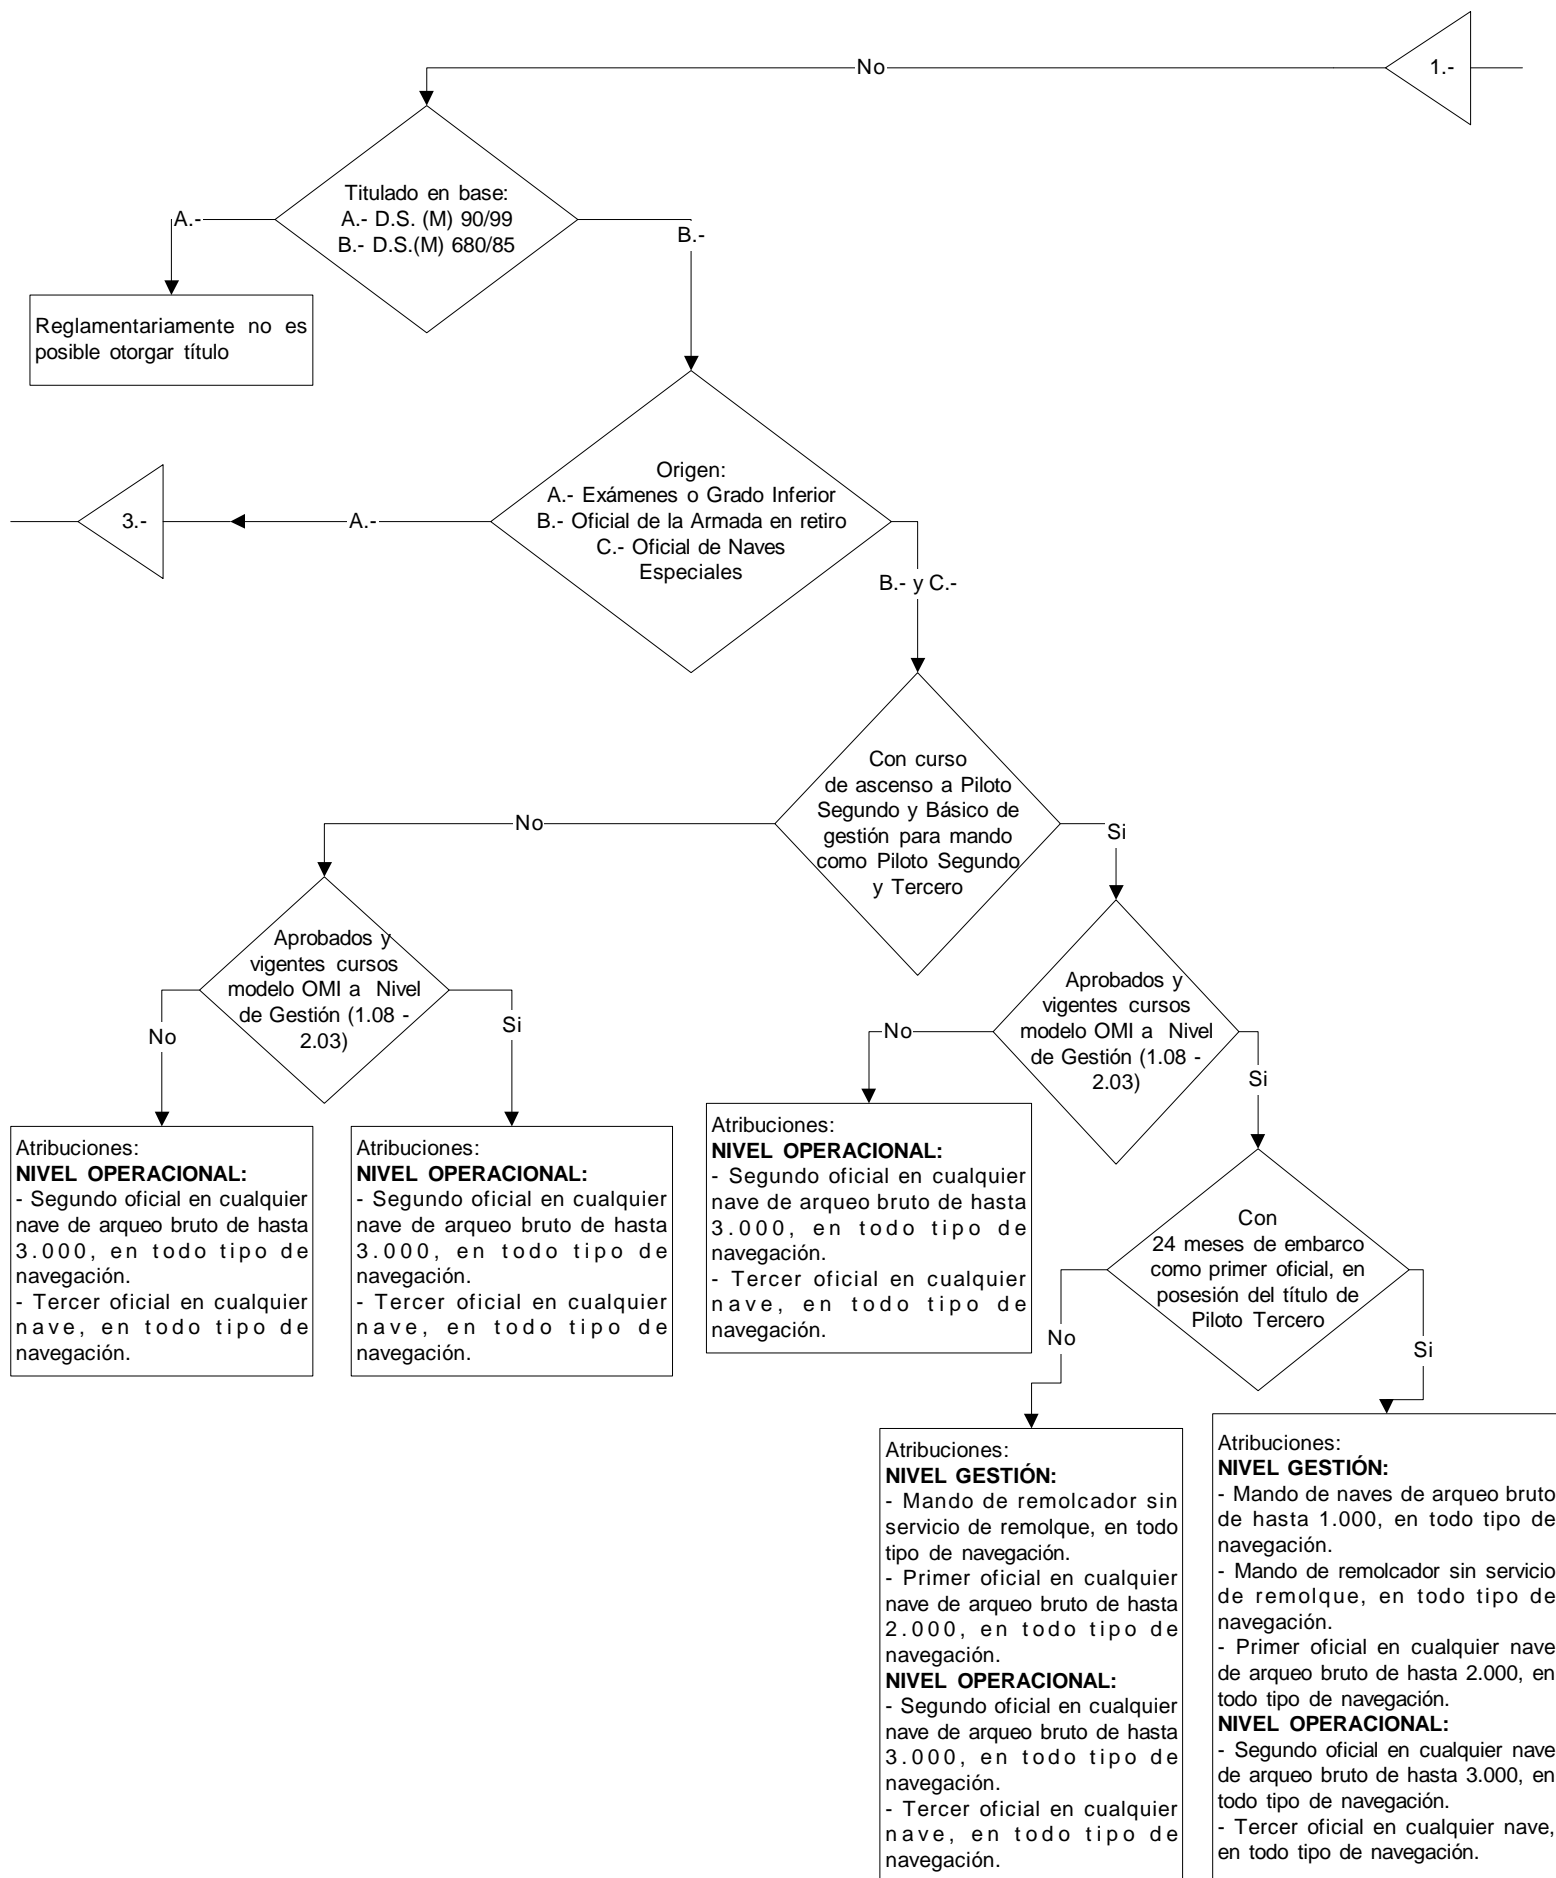 No
1.-
Titulado en base:
A.- D.S. (M) 90/99
B.- D.S.(M) 680/85
A.-
B.-
Reglamentariamente no es
posible otorgar título
Origen:
A.- Exámenes o Grado Inferior
B.- Oficial de la Armada en retiro
C.- Oficial de Naves
Especiales
3.-
A.-
B.- y C.-
Con curso
de ascenso a Piloto
Segundo y Básico de
gestión para mando
como Piloto Segundo
y Tercero
No
Si
Aprobados y
vigentes cursos
modelo OMI a Nivel
de Gestión (1.08 -
2.03)
No
Si
Aprobados y
vigentes cursos
modelo OMI a Nivel
de Gestión (1.08 -
2.03)
No
Si
Atribuciones:
NIVEL OPERACIONAL:
- Segundo oficial en cualquier
nave de arqueo bruto de hasta
3.000, en todo tipo de
navegación.
- Tercer oficial en cualquier
nave, en todo tipo de
navegación.
Atribuciones:
NIVEL OPERACIONAL:
- Segundo oficial en cualquier
nave de arqueo bruto de hasta
3.000, en todo tipo de
navegación.
- Tercer oficial en cualquier
nave, en todo tipo de
navegación.
Atribuciones:
NIVEL OPERACIONAL:
- Segundo oficial en cualquier
nave de arqueo bruto de hasta
3.000, en todo tipo de
navegación.
- Tercer oficial en cualquier
nave, en todo tipo de
navegación.
Con
24 meses de embarco
como primer oficial, en
posesión del título de
Piloto Tercero
No
Si
Atribuciones:
NIVEL GESTIÓN:
- Mando de remolcador sin
servicio de remolque, en todo
tipo de navegación.
- Primer oficial en cualquier
nave de arqueo bruto de hasta
2.000, en todo tipo de
navegación.
NIVEL OPERACIONAL:
- Segundo oficial en cualquier
nave de arqueo bruto de hasta
3.000, en todo tipo de
navegación.
- Tercer oficial en cualquier
nave, en todo tipo de
navegación.
Atribuciones:
NIVEL GESTIÓN:
- Mando de naves de arqueo bruto
de hasta 1.000, en todo tipo de
navegación.
- Mando de remolcador sin servicio
de remolque, en todo tipo de
navegación.
- Primer oficial en cualquier nave
de arqueo bruto de hasta 2.000, en
todo tipo de navegación.
NIVEL OPERACIONAL:
- Segundo oficial en cualquier nave
de arqueo bruto de hasta 3.000, en
todo tipo de navegación.
- Tercer oficial en cualquier nave,
en todo tipo de navegación.